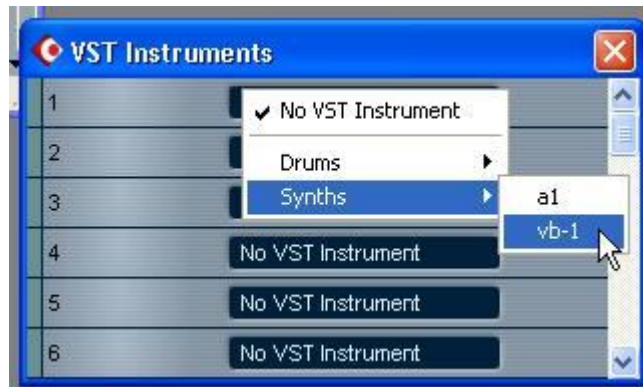 VST Instruments
1
No VST Instrument
2
Drums
Synths
a1
3
vb-1
4
No VST Instrument
5
No VST Instrument
6
No VST Instrument